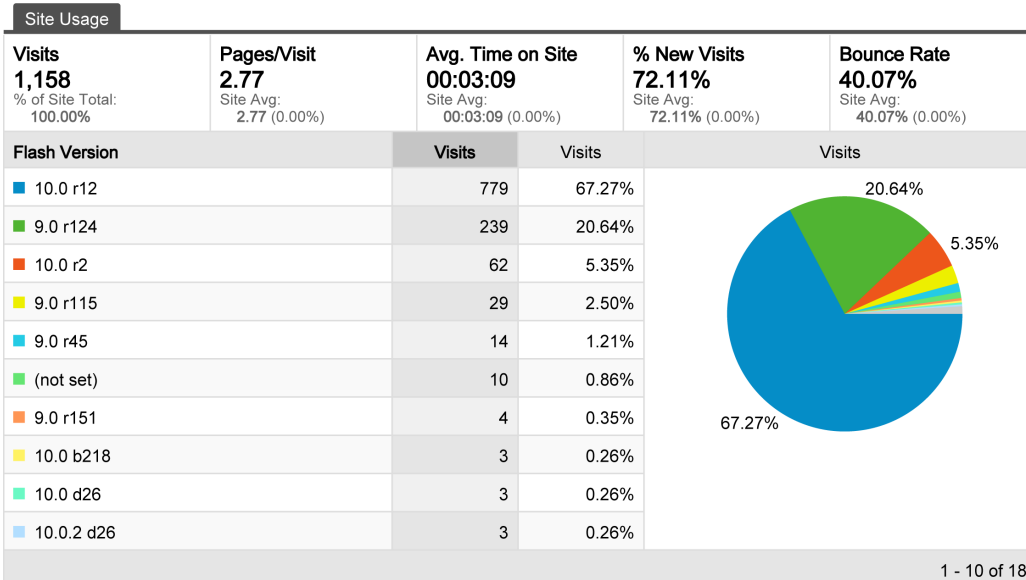 Site Usage
Visits
1,158
% of Site Total:
100.00%
Pages/Visit
2.77
Site Avg:
2.77 (0.00%)
Avg. Time on Site
00:03:09
Site Avg:
00:03:09 (0.00%)
% New Visits
72.11%
Site Avg:
72.11% (0.00%)
Bounce Rate
40.07%
Site Avg:
40.07% (0.00%)
Flash Version Visits Visits Visits
10.0 r12 779 67.27%
9.0 r124 239 20.64%
10.0 r2 62 5.35%
9.0 r115 29 2.50%
9.0 r45 14 1.21%
(not set) 10 0.86%
9.0 r151 4 0.35%
10.0 b218 3 0.26%
10.0 d26 3 0.26%
10.0.2 d26 3 0.26%
20.64%
5.35%
67.27%
1 - 10 of 18